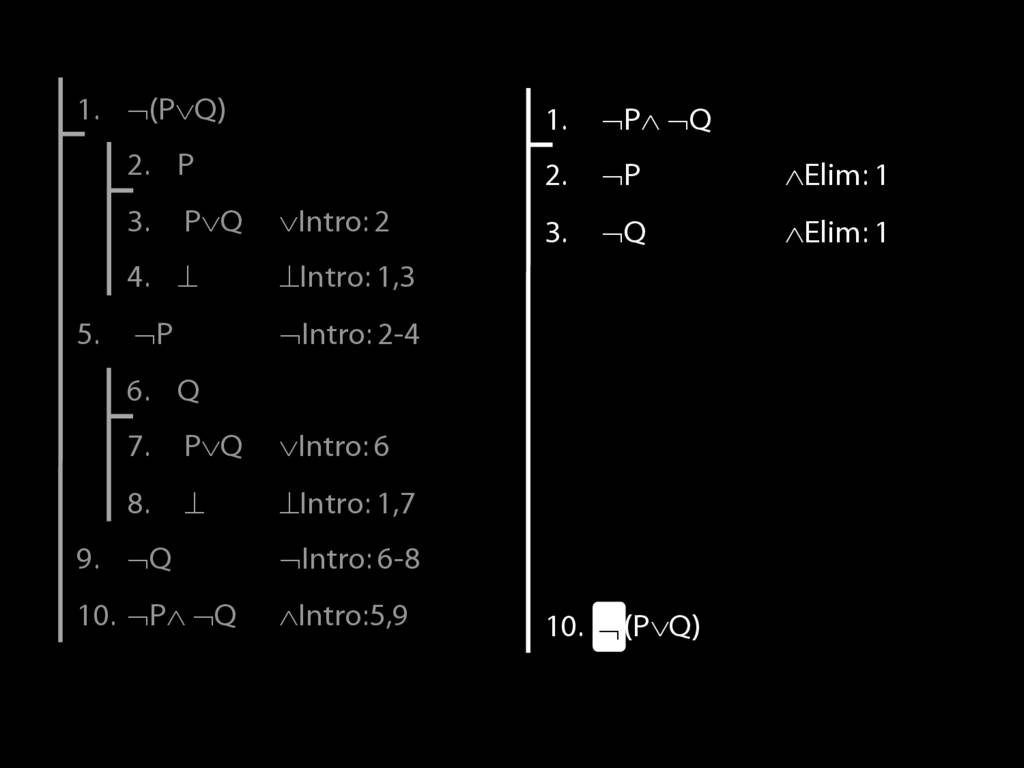 1. ¬(P∨Q)
2. P
3. P∨Q ∨Intro: 2
4. ⊥ ⊥Intro: 1,3
5. ¬P ¬Intro: 2-4
6. Q
7. P∨Q ∨Intro: 6
8. ⊥ ⊥Intro: 1,7
9. ¬Q ¬Intro: 6-8
10. ¬P∧ ¬Q ∧Intro:5,9
1. ¬P∧ ¬Q
2. ¬P ∧Elim: 1
3. ¬Q ∧Elim: 1
10. ¬(P∨Q)